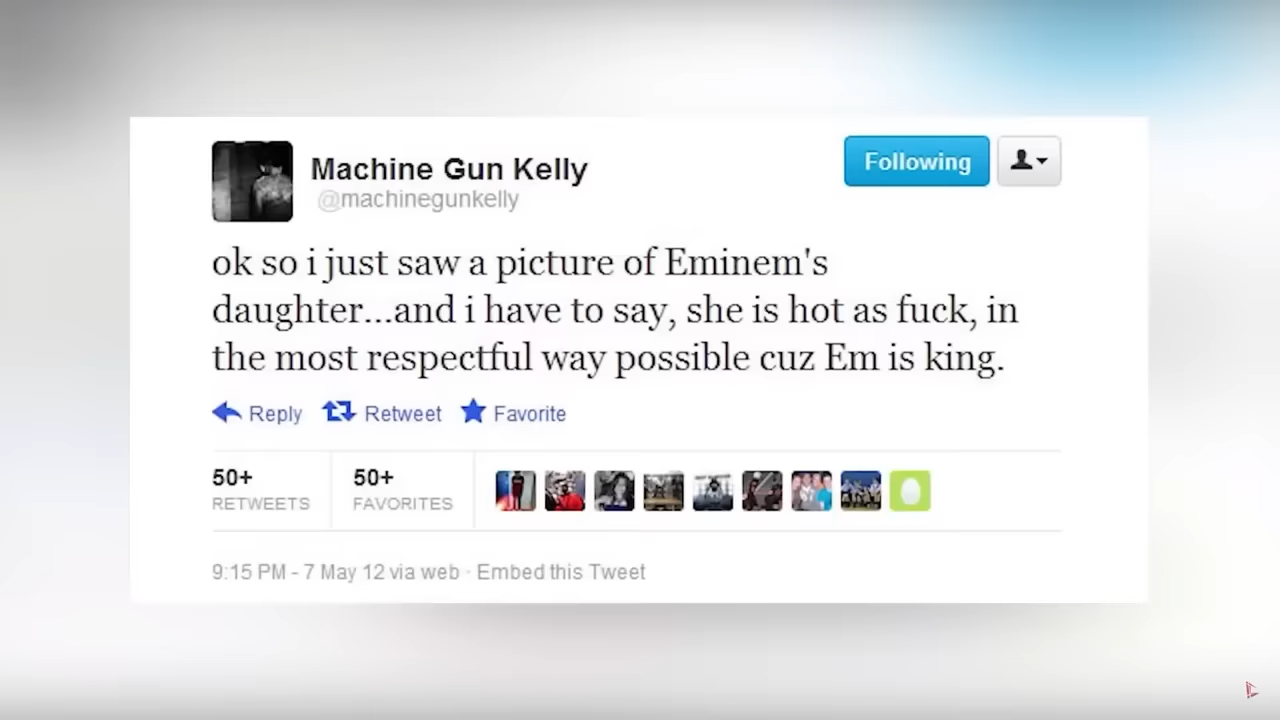 Machine Gun Kelly
@machinegunkelly
Following
ok so i just saw a picture of Eminem's
daughter...and i have to say, she is hot as fuck, in
the most respectful way possible cuz Em is king.
Reply Retweet Favorite
50+ 50+
RETWEETS FAVORITES
9:15 PM - 7 May 12 via web · Embed this Tweet